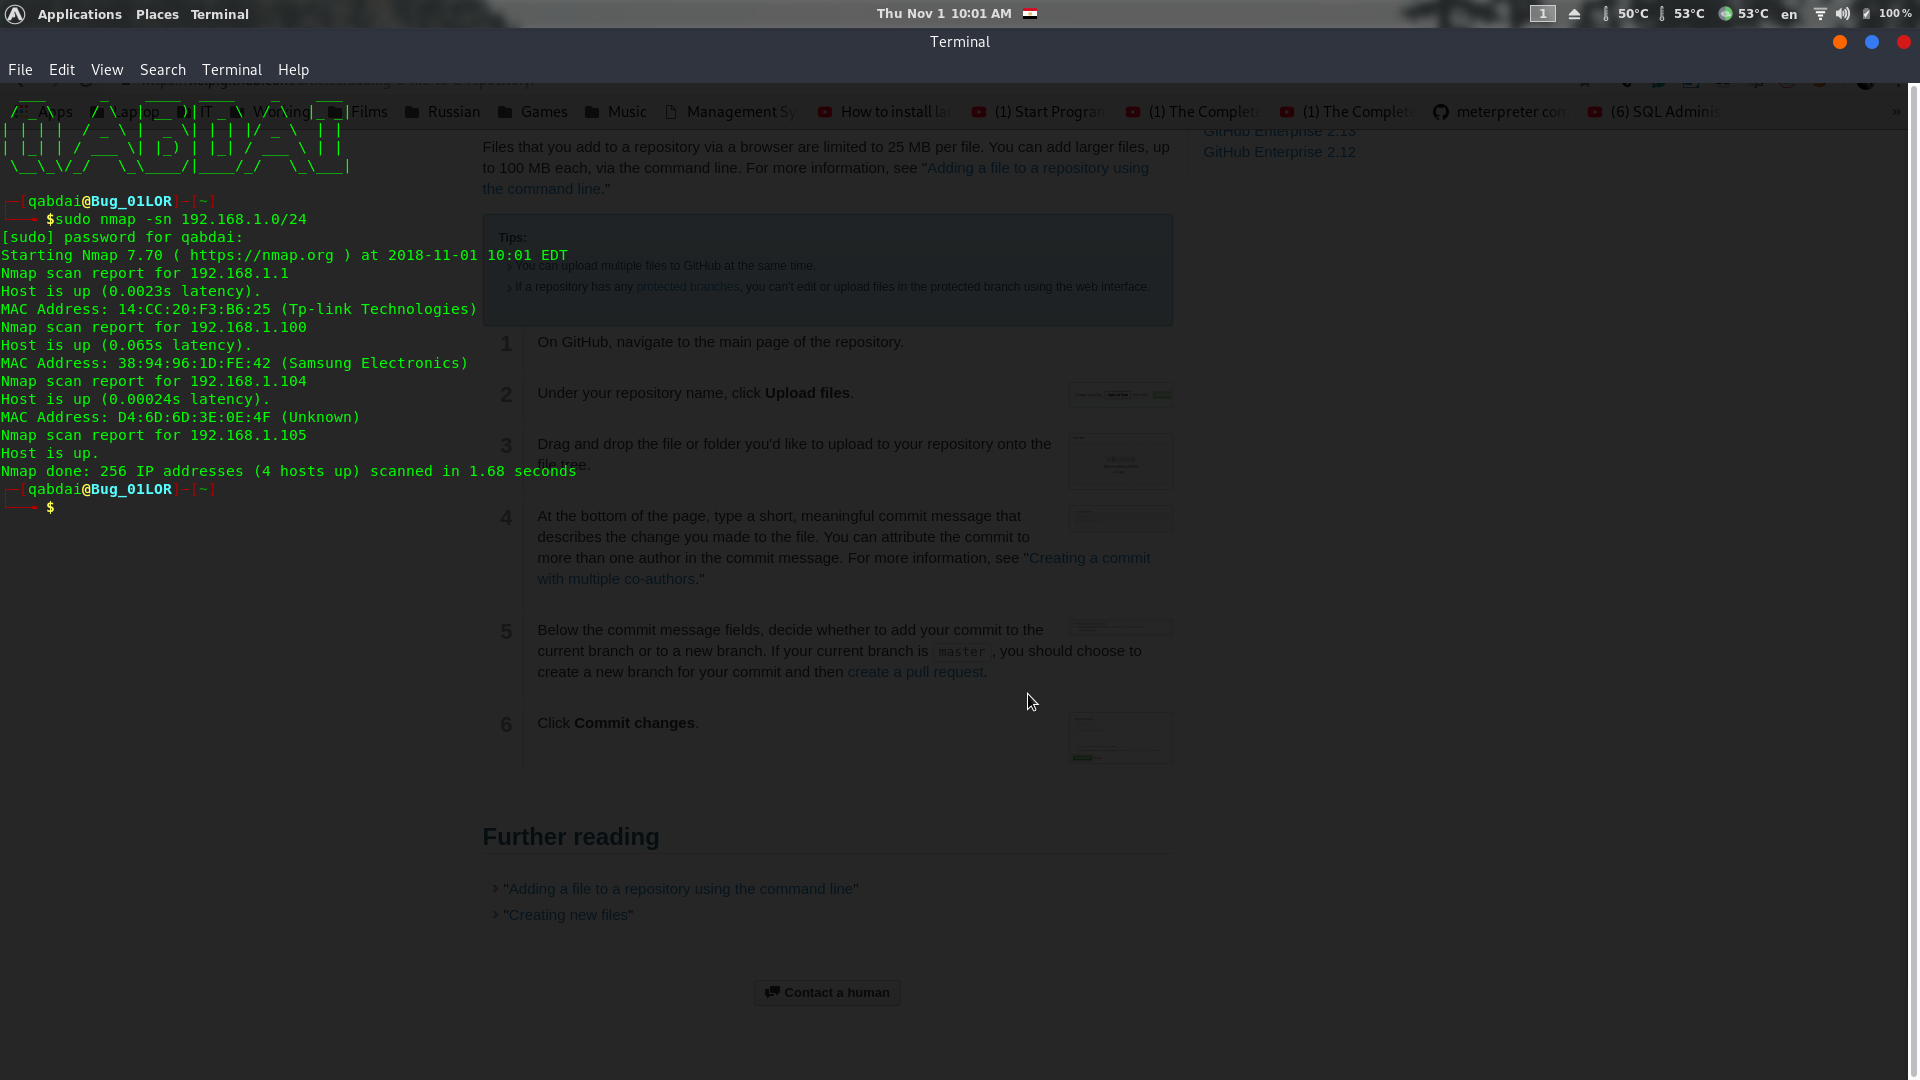 Applications Places Terminal
Thu Nov 1 10:01 AM
1 50°C 53°C 53°C en 100%
Terminal
File Edit View Search Terminal Help
Apps Laptop IT Working Films Russian Games Music Management Sy How to install la (1) Start Program (1) The Complete (1) The Complete meterpreter com (6) SQL Adminis »
QABDAI
GitHub Enterprise 2.13
GitHub Enterprise 2.12
Files that you add to a repository via a browser are limited to 25 MB per file. You can add larger files, up
to 100 MB each, via the command line. For more information, see "Adding a file to a repository using
the command line."
[qabdai@Bug_01LOR]-[~]
$sudo nmap -sn 192.168.1.0/24
[sudo] password for qabdai:
Starting Nmap 7.70 ( https://nmap.org ) at 2018-11-01 10:01 EDT
Nmap scan report for 192.168.1.1
Host is up (0.0023s latency).
MAC Address: 14:CC:20:F3:B6:25 (Tp-link Technologies)
Nmap scan report for 192.168.1.100
Host is up (0.065s latency).
MAC Address: 38:94:96:1D:FE:42 (Samsung Electronics)
Nmap scan report for 192.168.1.104
Host is up (0.00024s latency).
MAC Address: D4:6D:6D:3E:0E:4F (Unknown)
Nmap scan report for 192.168.1.105
Host is up.
Nmap done: 256 IP addresses (4 hosts up) scanned in 1.68 seconds
[qabdai@Bug_01LOR]-[~]
$
Tips:
› You can upload multiple files to GitHub at the same time.
› If a repository has any protected branches, you can't edit or upload files in the protected branch using the web interface.
1 On GitHub, navigate to the main page of the repository.
2 Under your repository name, click Upload files.
3 Drag and drop the file or folder you'd like to upload to your repository onto the
file tree.
4 At the bottom of the page, type a short, meaningful commit message that
describes the change you made to the file. You can attribute the commit to
more than one author in the commit message. For more information, see "Creating a commit
with multiple co-authors."
5 Below the commit message fields, decide whether to add your commit to the
current branch or to a new branch. If your current branch is master, you should choose to
create a new branch for your commit and then create a pull request.
6 Click Commit changes.
Further reading
› "Adding a file to a repository using the command line"
› "Creating new files"
Contact a human